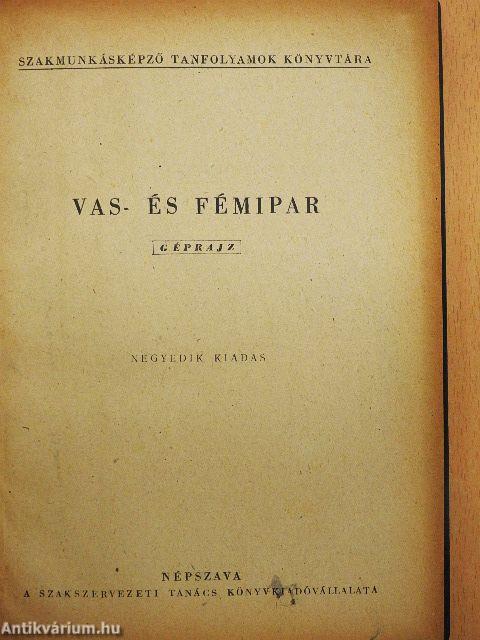 SZAKMUNKÁSKÉPZŐ TANFOLYAMOK KÖNYVTÁRA
VAS- ÉS FÉMIPAR
GÉPRAJZ
NEGYEDIK KIADÁS
NÉPSZAVA
A SZAKSZERVEZETI TANÁCS KÖNYVKIADÓVÁLLALATA
Antikvárium.hu